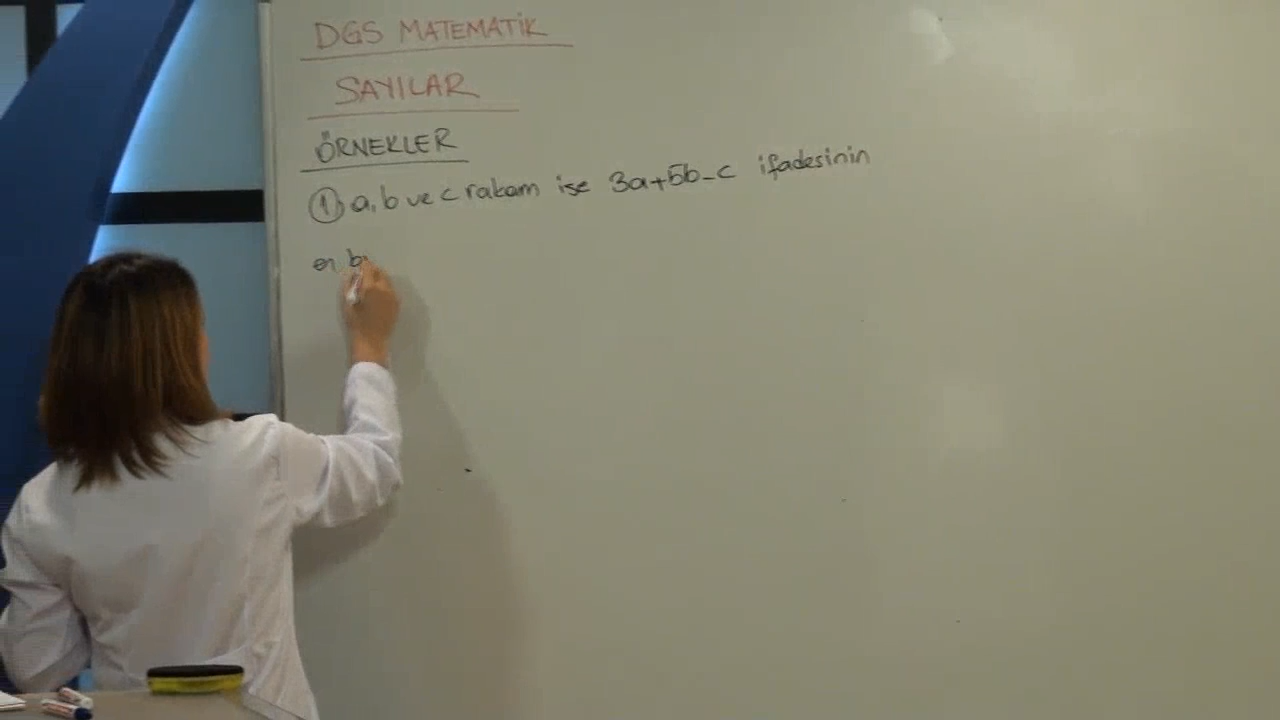 DGS MATEMATİK
SAYILAR
ÖRNEKLER
1) a, b ve c rakam ise 3a+5b-c ifadesinin
en b